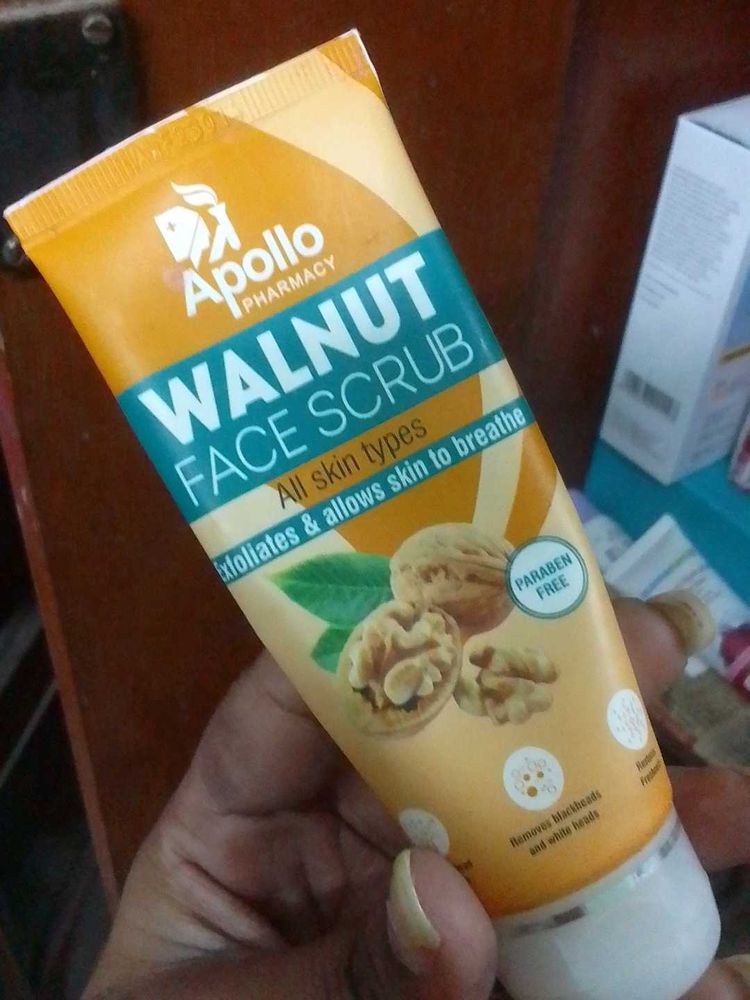 Apollo
PHARMACY
WALNUT
FACE SCRUB
All skin types
Exfoliates & allows skin to breathe
PARABEN
FREE
Removes blackheads
and white heads